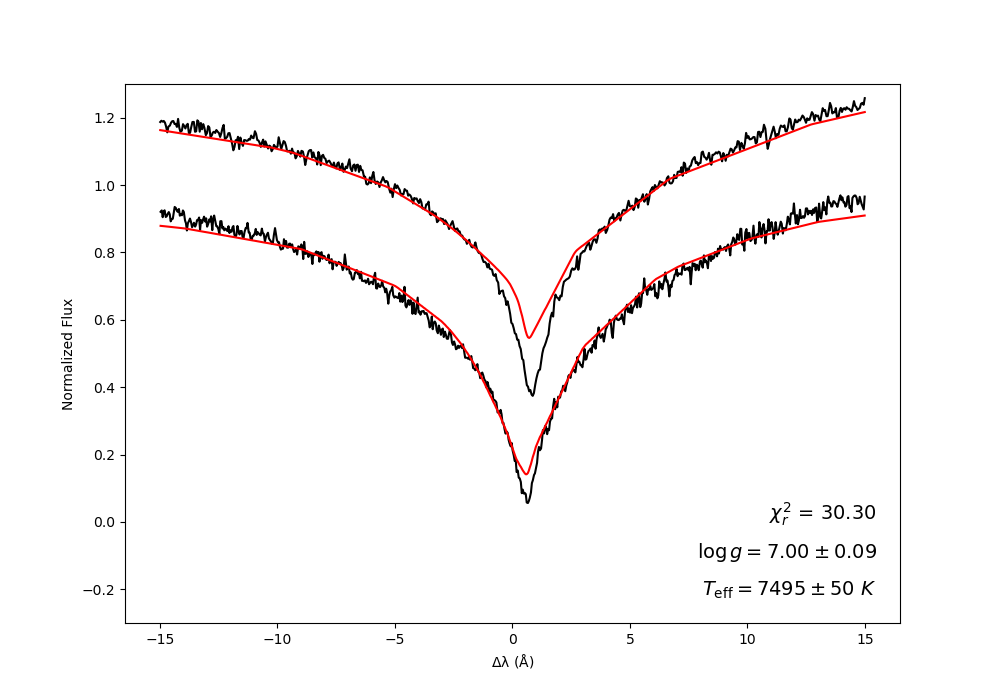 1.2
1.0
0.8
0.6
0.4
0.2
0.0
−0.2
Normalized Flux
χ²ᵣ = 30.30
log g = 7.00 ± 0.09
T_eff = 7495 ± 50 K
−15 −10 −5 0 5 10 15
Δλ (Å)